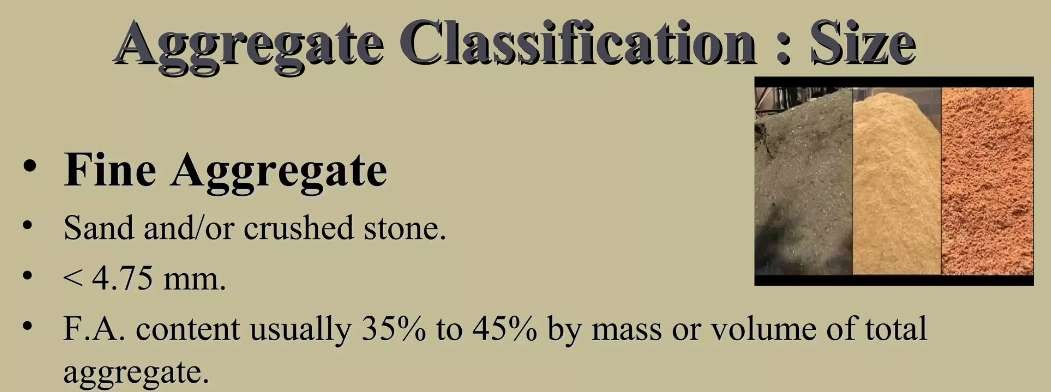 Aggregate Classification : Size
• Fine Aggregate
• Sand and/or crushed stone.
• < 4.75 mm.
• F.A. content usually 35% to 45% by mass or volume of total
aggregate.